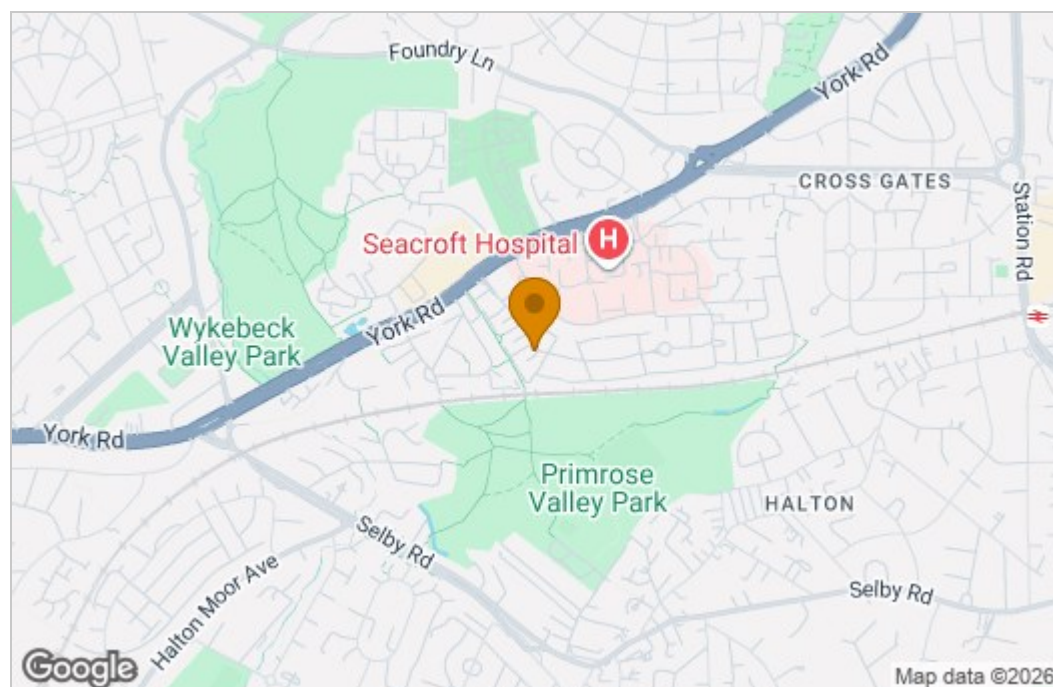 Foundry Ln
York Rd
CROSS GATES
Station Rd
Seacroft Hospital
H
York Rd
Wykebeck
Valley Park
York Rd
Primrose
Valley Park
HALTON
Selby Rd
Halton Moor Ave
Selby Rd
Google
Map data ©2026